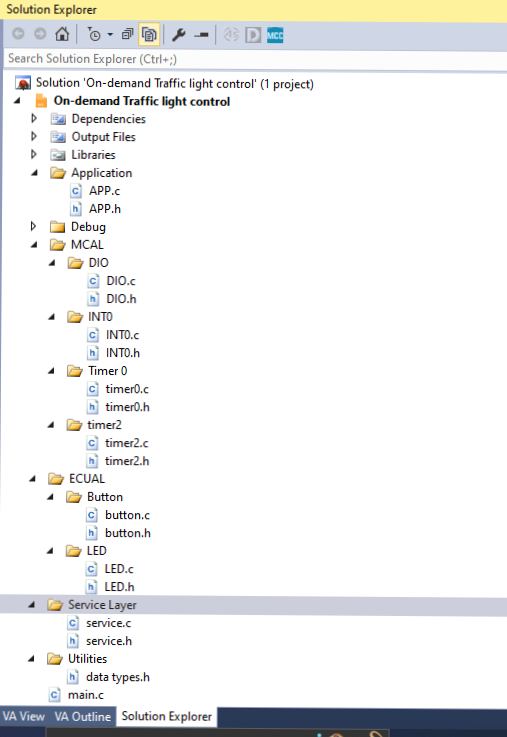 Solution Explorer
MCC
Search Solution Explorer (Ctrl+;)
Solution 'On-demand Traffic light control' (1 project)
On-demand Traffic light control
Dependencies
Output Files
Libraries
Application
APP.c
APP.h
Debug
MCAL
DIO
DIO.c
DIO.h
INT0
INT0.c
INT0.h
Timer 0
timer0.c
timer0.h
timer2
timer2.c
timer2.h
ECUAL
Button
button.c
button.h
LED
LED.c
LED.h
Service Layer
service.c
service.h
Utilities
data types.h
main.c
VA View VA Outline Solution Explorer